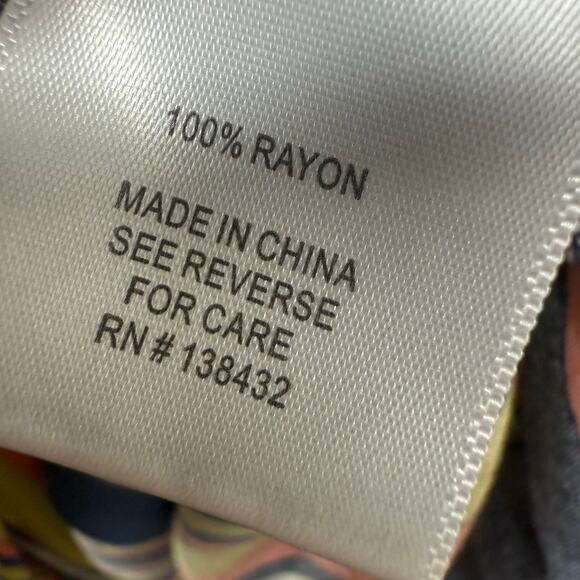 100% RAYON
MADE IN CHINA
SEE REVERSE
FOR CARE
RN # 138432